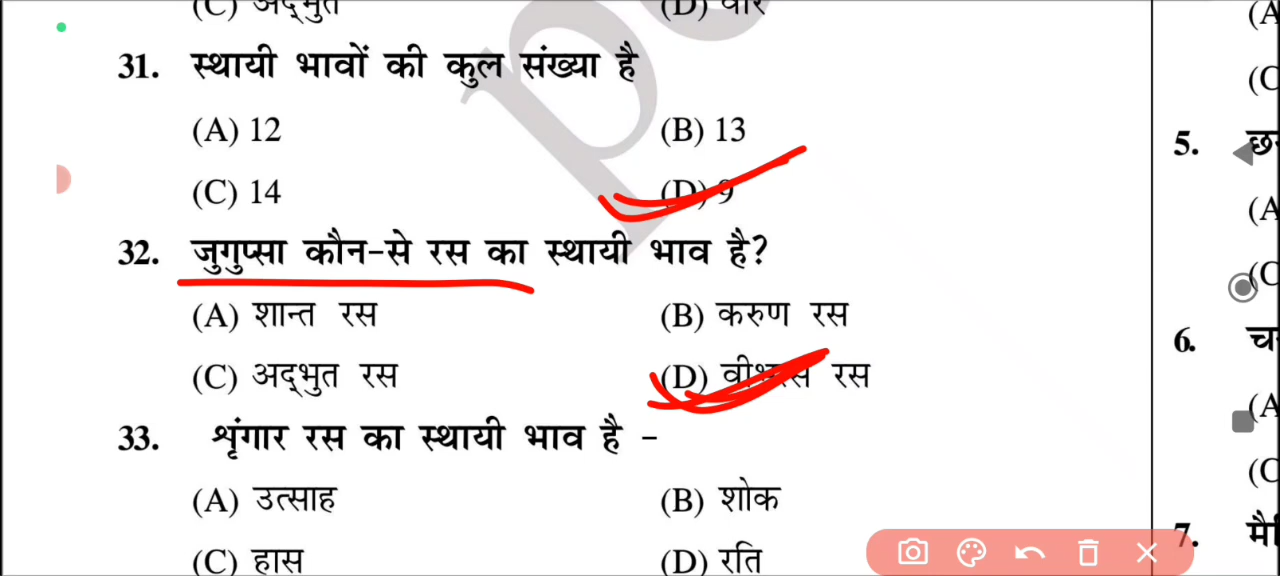 (C) अद्भुत (D) वीर
31. स्थायी भावों की कुल संख्या है
(A) 12 (B) 13
(C) 14 (D) 9
32. जुगुप्सा कौन-से रस का स्थायी भाव है?
(A) शान्त रस (B) करुण रस
(C) अद्भुत रस (D) वीभत्स रस
33. शृंगार रस का स्थायी भाव है -
(A) उत्साह (B) शोक
(C) हास (D) रति
(A
(C
5.
(A
(C
6. च
(A
(C
7. मै